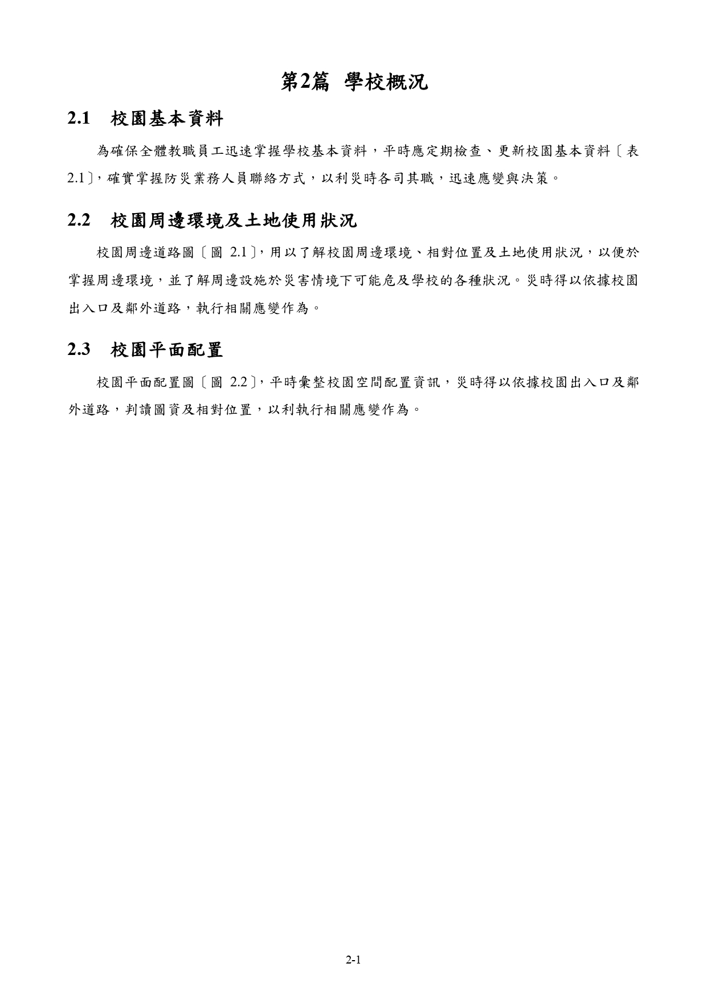 第2篇 學校概況
2.1 校園基本資料
為確保全體教職員工迅速掌握學校基本資料，平時應定期檢查、更新校園基本資料〔表
2.1〕，確實掌握防災業務人員聯絡方式，以利災時各司其職，迅速應變與決策。
2.2 校園周邊環境及土地使用狀況
校園周邊道路圖〔圖 2.1〕，用以了解校園周邊環境、相對位置及土地使用狀況，以便於
掌握周邊環境，並了解周邊設施於災害情境下可能危及學校的各種狀況。災時得以依據校園
出入口及鄰外道路，執行相關應變作為。
2.3 校園平面配置
校園平面配置圖〔圖 2.2〕，平時彙整校園空間配置資訊，災時得以依據校園出入口及鄰
外道路，判讀圖資及相對位置，以利執行相關應變作為。
2-1